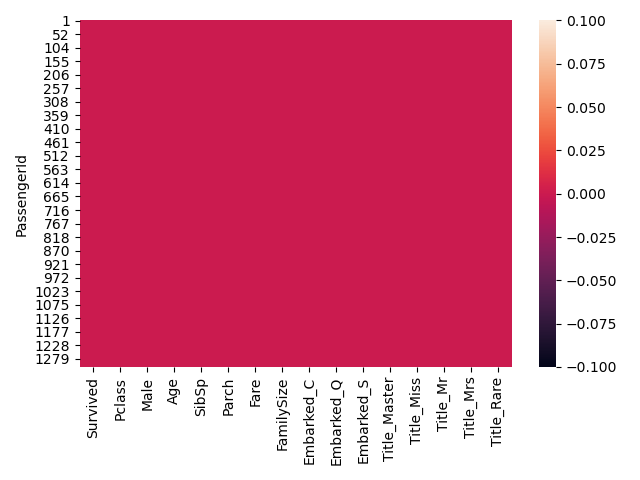 PassengerId
1
52
104
155
206
257
308
359
410
461
512
563
614
665
716
767
818
870
921
972
1023
1075
1126
1177
1228
1279
Survived
Pclass
Male
Age
SibSp
Parch
Fare
FamilySize
Embarked_C
Embarked_Q
Embarked_S
Title_Master
Title_Miss
Title_Mr
Title_Mrs
Title_Rare
0.100
0.075
0.050
0.025
0.000
−0.025
−0.050
−0.075
−0.100